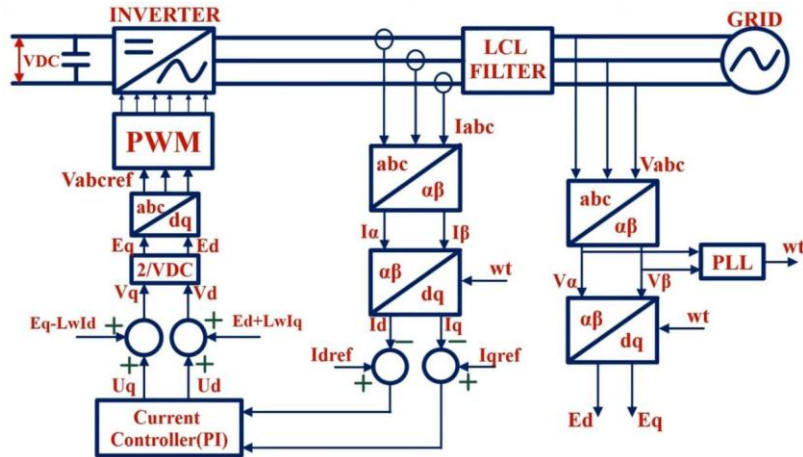 INVERTER
GRID
VDC
LCL
FILTER
PWM
Iabc
Vabcref
abc
αβ
Vabc
abc
αβ
abc
dq
Iα
Iβ
Eq
Ed
2/VDC
αβ
dq
wt
PLL
wt
Vα
Vβ
Vq
Vd
αβ
dq
wt
Eq-LwId
+
+
Ed+LwIq
Id
Iq
−
−
Idref
Iqref
+
+
+
+
Uq
Ud
Ed
Eq
Current
Controller(PI)